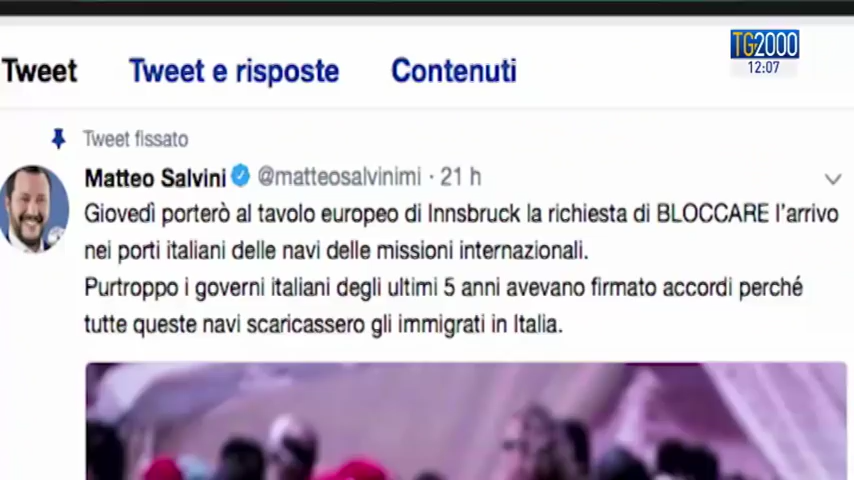 TG2000
12:07
Tweet Tweet e risposte Contenuti
Tweet fissato
Matteo Salvini @matteosalvinimi · 21 h
Giovedì porterò al tavolo europeo di Innsbruck la richiesta di BLOCCARE l'arrivo
nei porti italiani delle navi delle missioni internazionali.
Purtroppo i governi italiani degli ultimi 5 anni avevano firmato accordi perché
tutte queste navi scaricassero gli immigrati in Italia.